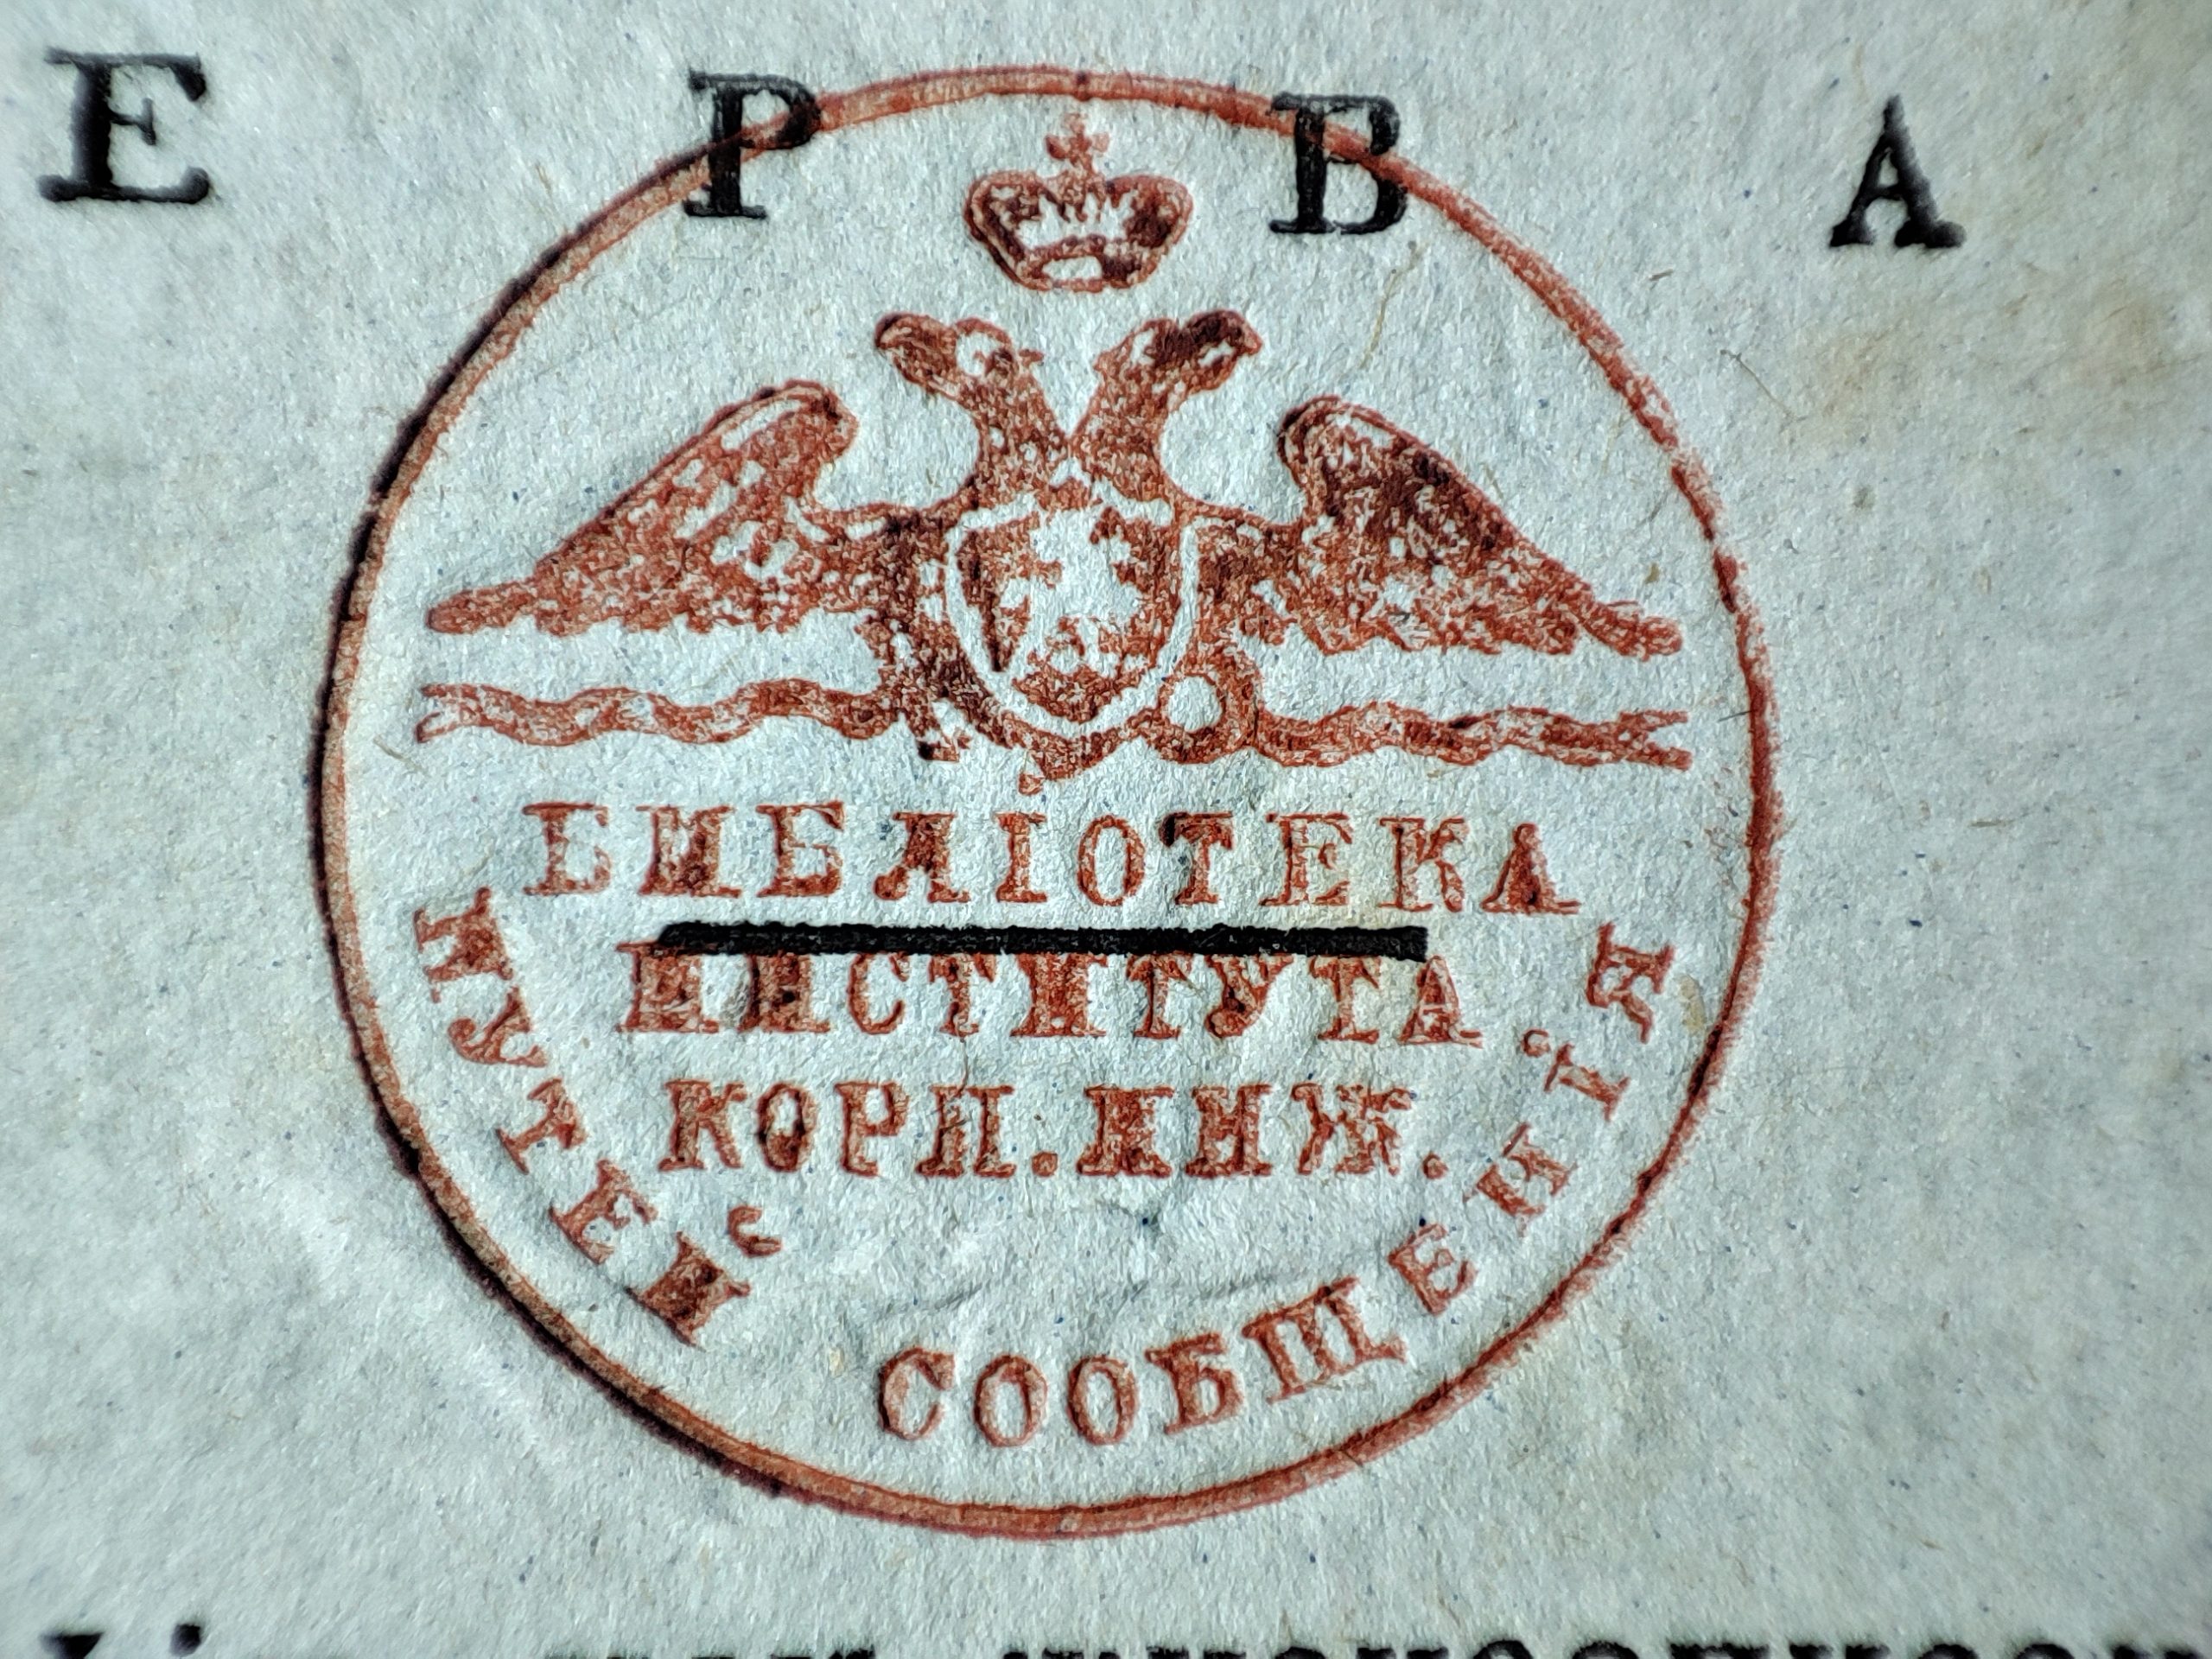 Е Р В А
БИБЛІОТЕКА
ИНСТИТУТА
КОРП. ИНЖ.
ПУТЕЙ СООБЩЕНІЯ